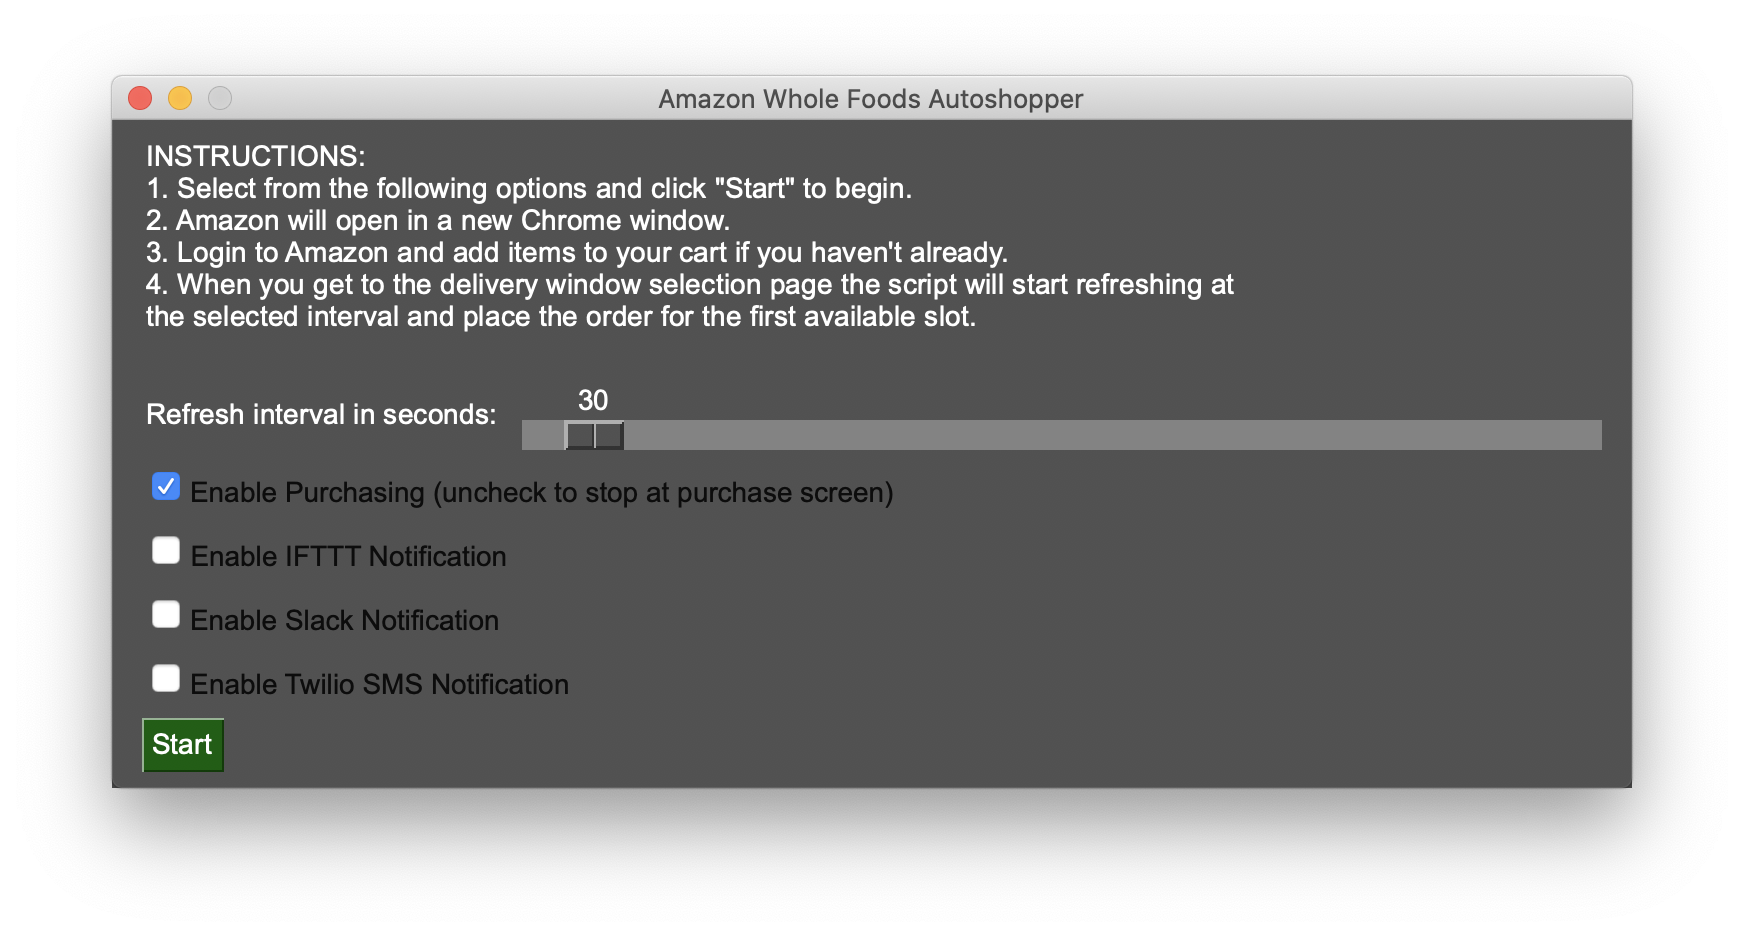 Amazon Whole Foods Autoshopper
INSTRUCTIONS:
1. Select from the following options and click "Start" to begin.
2. Amazon will open in a new Chrome window.
3. Login to Amazon and add items to your cart if you haven't already.
4. When you get to the delivery window selection page the script will start refreshing at
the selected interval and place the order for the first available slot.
30
Refresh interval in seconds:
Enable Purchasing (uncheck to stop at purchase screen)
Enable IFTTT Notification
Enable Slack Notification
Enable Twilio SMS Notification
Start